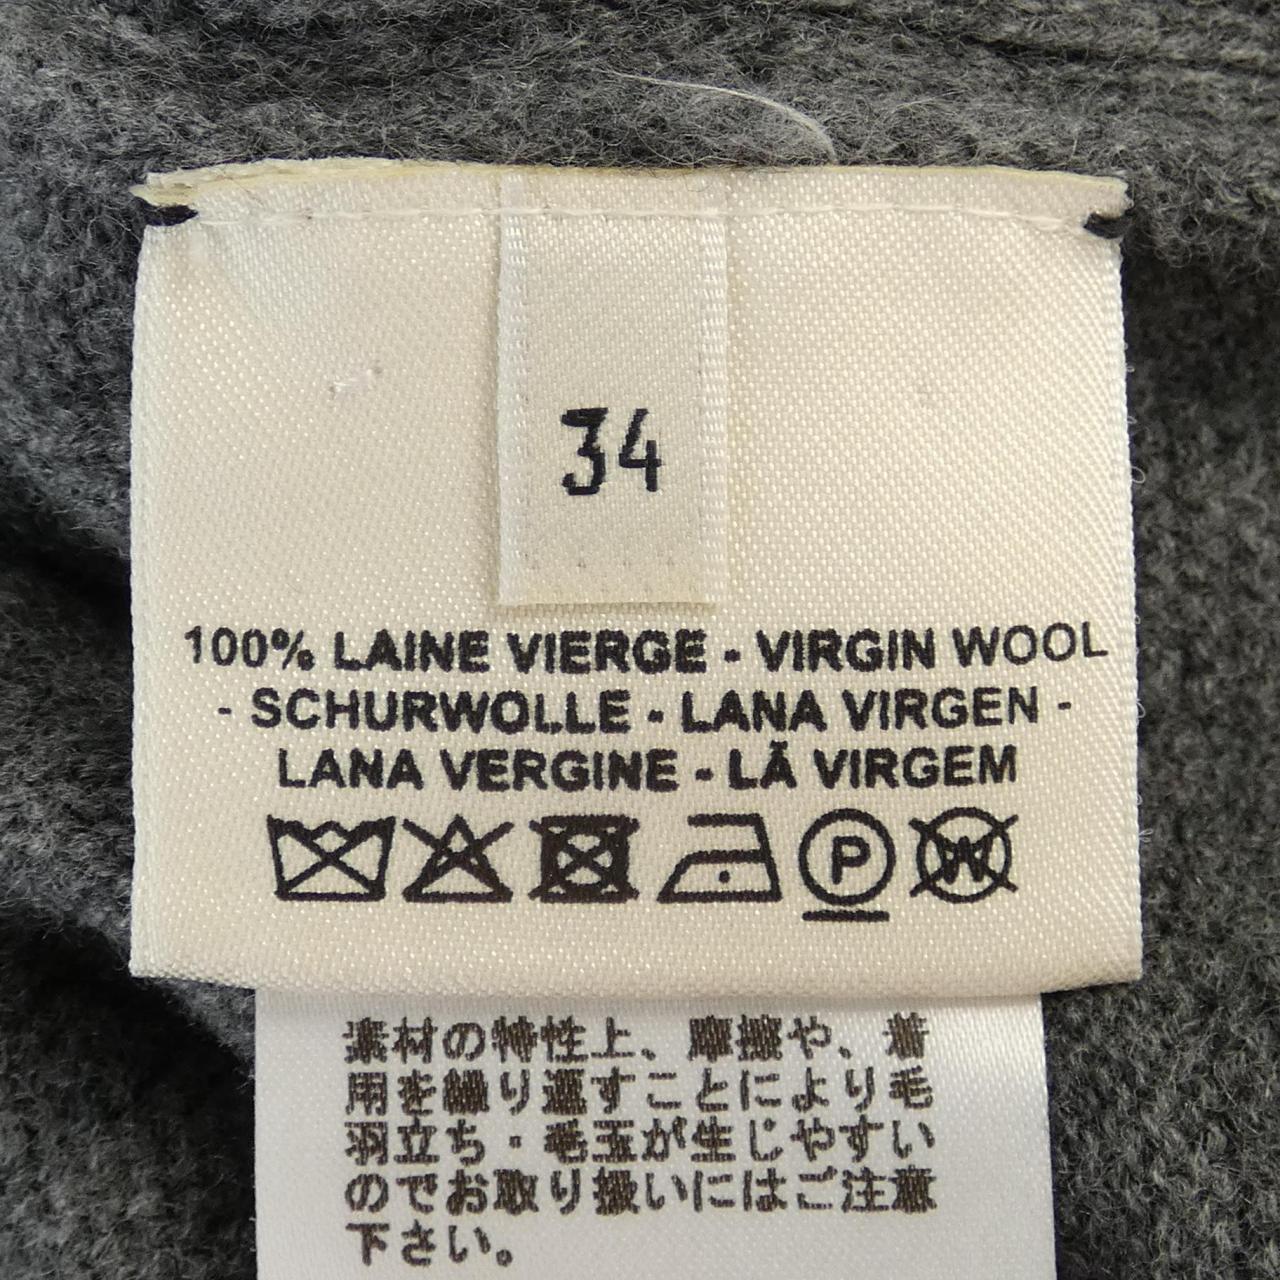 34
100% LAINE VIERGE - VIRGIN WOOL
- SCHURWOLLE - LANA VIRGEN -
LANA VERGINE - LÃ VIRGEM
P
W
素材の特性上、摩擦や、着
用を繰り返すことにより毛
羽立ち・毛玉が生じやすい
のでお取り扱いにはご注意
下さい。